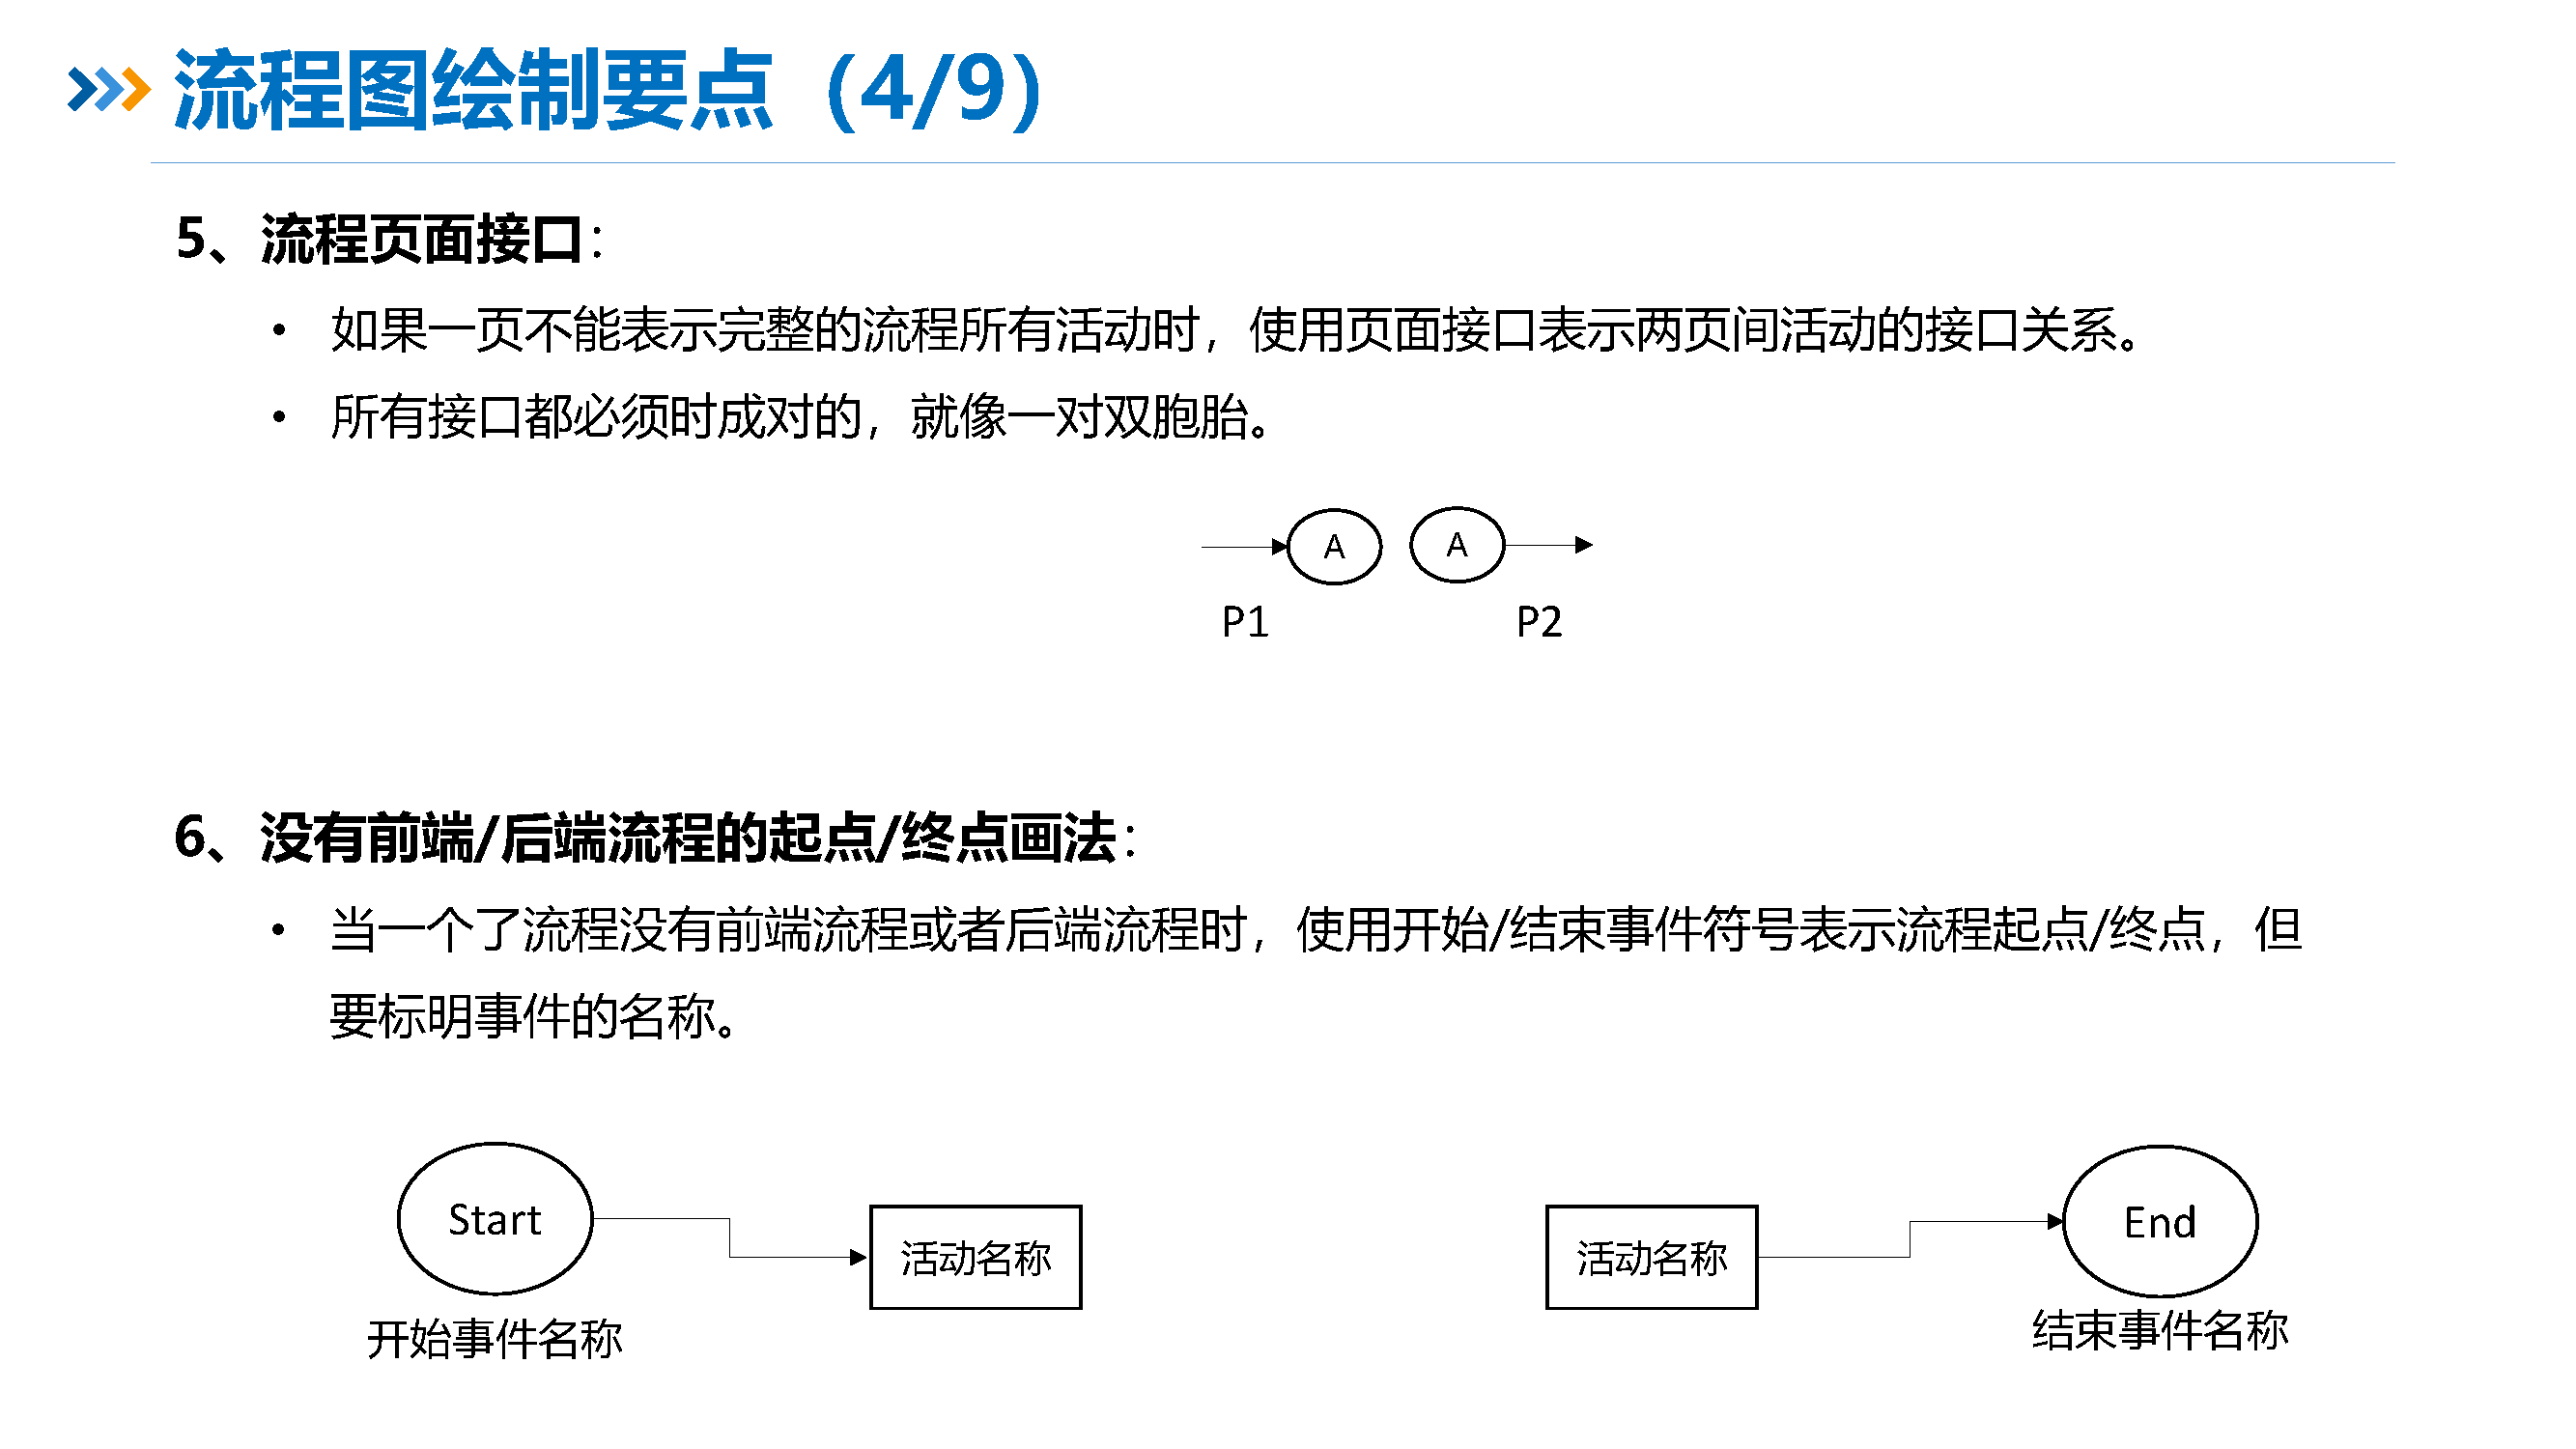 流程图绘制要点（4/9）
5、流程页面接口：
• 如果一页不能表示完整的流程所有活动时，使用页面接口表示两页间活动的接口关系。
• 所有接口都必须时成对的，就像一对双胞胎。
A A
P1 P2
6、没有前端/后端流程的起点/终点画法：
• 当一个了流程没有前端流程或者后端流程时，使用开始/结束事件符号表示流程起点/终点，但
要标明事件的名称。
Start 活动名称 活动名称 End
开始事件名称 结束事件名称